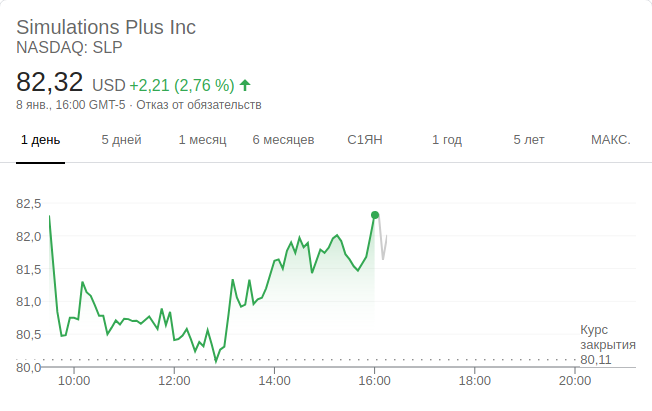 Simulations Plus Inc
NASDAQ: SLP
82,32 USD +2,21 (2,76 %)
8 янв., 16:00 GMT-5 · Отказ от обязательств
1 день 5 дней 1 месяц 6 месяцев С1ЯН 1 год 5 лет МАКС.
82,5
82,0
81,5
81,0
80,5
80,0
Курс
закрытия
80,11
10:00 12:00 14:00 16:00 18:00 20:00